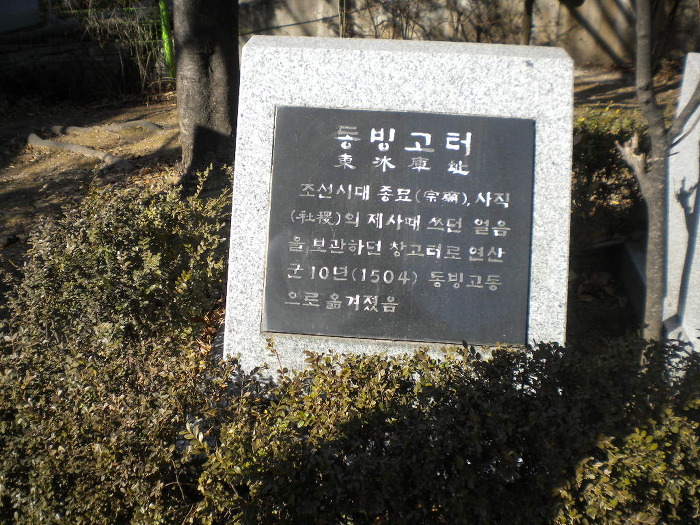 동빙고터
東氷庫址
조선시대 종묘(宗廟), 사직
(社稷)의 제사때 쓰던 얼음
을 보관하던 창고터로 연산
군 10년(1504) 동빙고동
으로 옮겨졌음